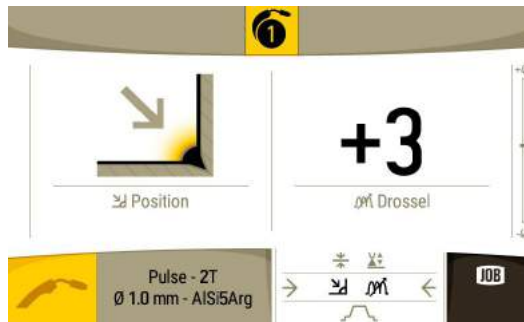 1
+3
Position
Drossel
Pulse - 2T
Ø 1.0 mm - AlSi5Arg
JOB